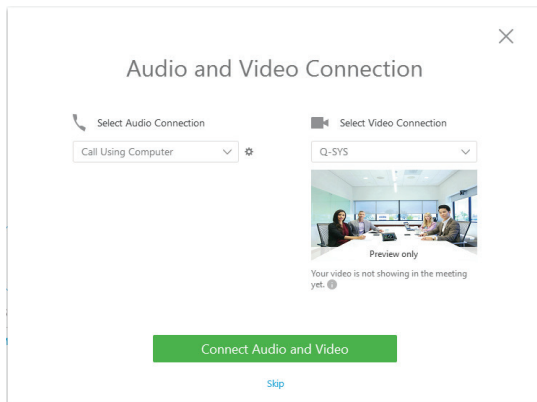 Audio and Video Connection
Select Audio Connection
Call Using Computer
Select Video Connection
Q-SYS
Preview only
Your video is not showing in the meeting
yet.
Connect Audio and Video
Skip